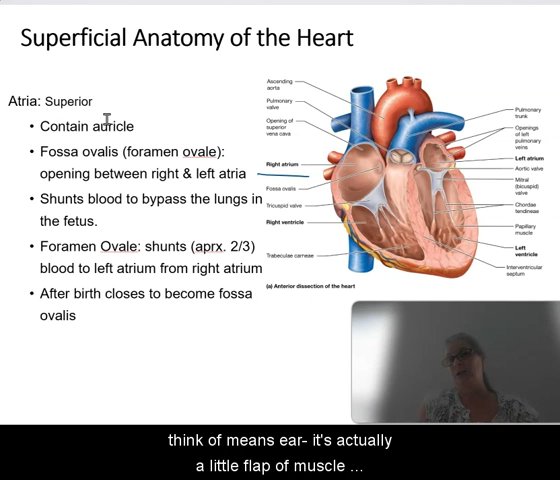 Superficial Anatomy of the Heart
Atria: Superior
• Contain auricle
• Fossa ovalis (foramen ovale):
opening between right & left atria
• Shunts blood to bypass the lungs in
the fetus.
• Foramen Ovale: shunts (aprx. 2/3)
blood to left atrium from right atrium
• After birth closes to become fossa
ovalis
Ascending
aorta
Pulmonary
valve
Opening of
superior
vena cava
Right atrium
Fossa ovalis
Tricuspid valve
Right ventricle
Trabeculae carneae
Pulmonary
trunk
Openings
of left
pulmonary
veins
Left atrium
Aortic valve
Mitral
(bicuspid)
valve
Chordae
tendineae
Papillary
muscle
Left
ventricle
Interventricular
septum
(a) Anterior dissection of the heart
think of means ear- it's actually
a little flap of muscle ...